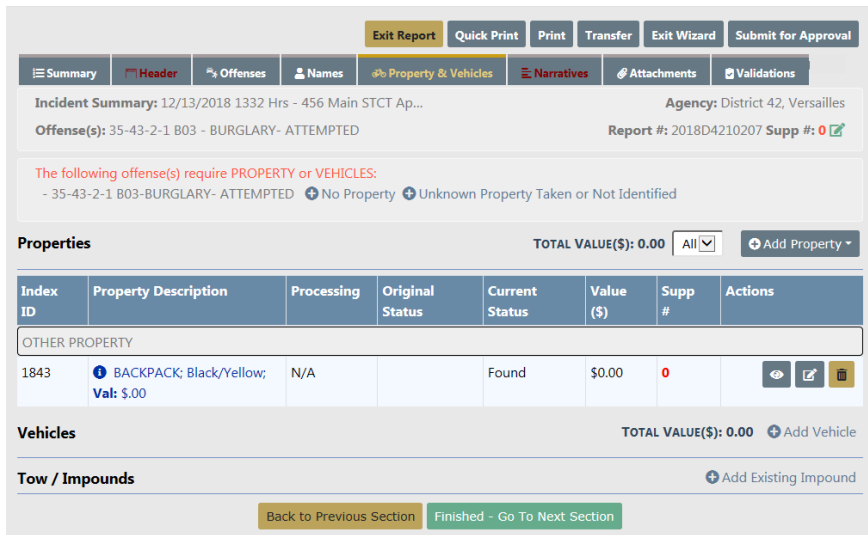 Exit Report Quick Print Print Transfer Exit Wizard Submit for Approval
Summary Header Offenses Names Property & Vehicles Narratives Attachments Validations
Incident Summary: 12/13/2018 1332 Hrs - 456 Main STCT Ap... Agency: District 42, Versailles
Offense(s): 35-43-2-1 B03 - BURGLARY- ATTEMPTED Report #: 2018D4210207 Supp #: 0
The following offense(s) require PROPERTY or VEHICLES:
- 35-43-2-1 B03-BURGLARY- ATTEMPTED No Property Unknown Property Taken or Not Identified
Properties TOTAL VALUE($): 0.00 All Add Property
Index Property Description Processing Original Current Value Supp Actions
ID Status Status ($) #
OTHER PROPERTY
1843 BACKPACK; Black/Yellow; N/A Found $0.00 0
Val: $.00
Vehicles TOTAL VALUE($): 0.00 Add Vehicle
Tow / Impounds Add Existing Impound
Back to Previous Section Finished - Go To Next Section